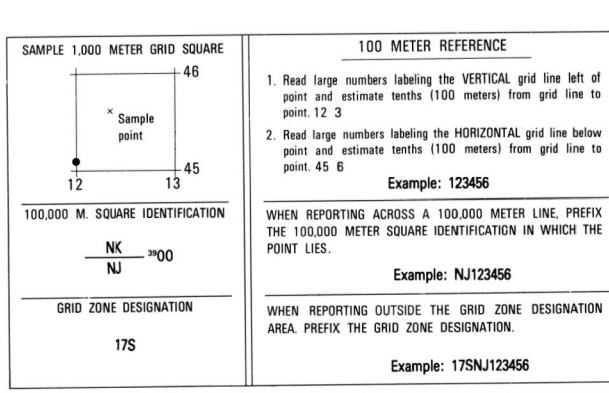 SAMPLE 1,000 METER GRID SQUARE
46
× Sample
point
45
12
13
100,000 M. SQUARE IDENTIFICATION
NK
NJ
³⁹00
GRID ZONE DESIGNATION
17S
100 METER REFERENCE
1. Read large numbers labeling the VERTICAL grid line left of
point and estimate tenths (100 meters) from grid line to
point. 12 3
2. Read large numbers labeling the HORIZONTAL grid line below
point and estimate tenths (100 meters) from grid line to
point. 45 6
Example: 123456
WHEN REPORTING ACROSS A 100,000 METER LINE, PREFIX
THE 100,000 METER SQUARE IDENTIFICATION IN WHICH THE
POINT LIES.
Example: NJ123456
WHEN REPORTING OUTSIDE THE GRID ZONE DESIGNATION
AREA. PREFIX THE GRID ZONE DESIGNATION.
Example: 17SNJ123456